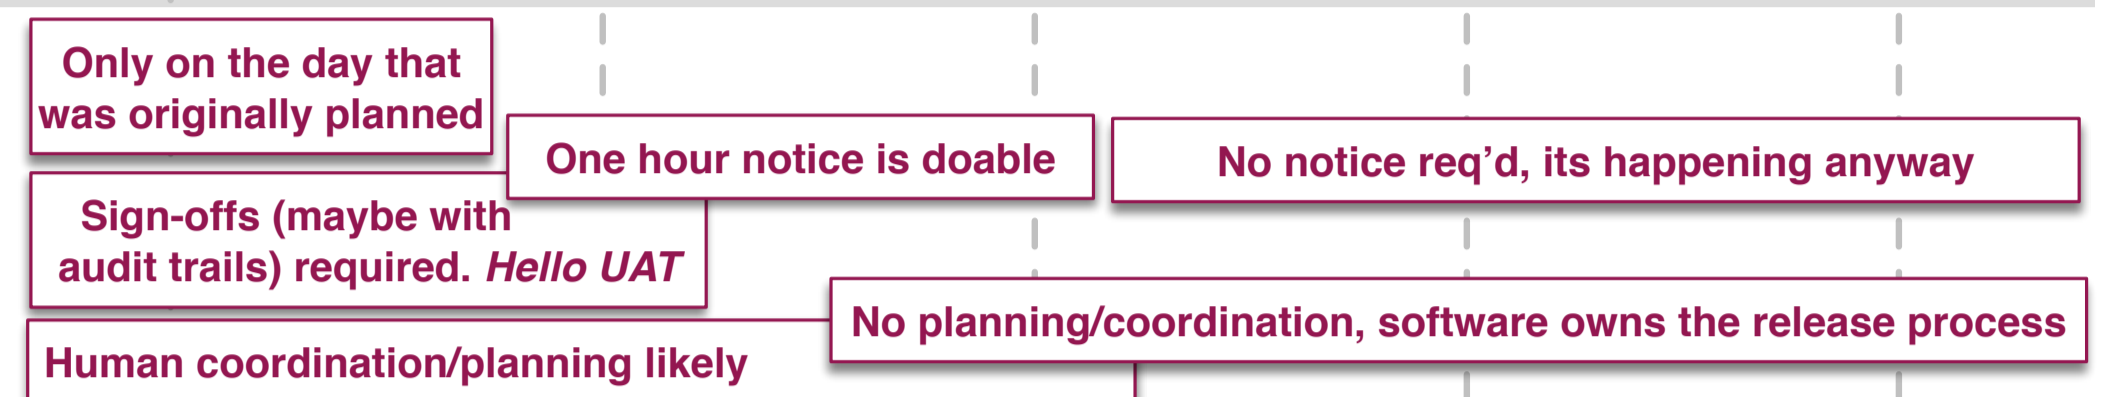 Only on the day that
was originally planned
One hour notice is doable
No notice req’d, its happening anyway
Sign-offs (maybe with
audit trails) required. Hello UAT
No planning/coordination, software owns the release process
Human coordination/planning likely